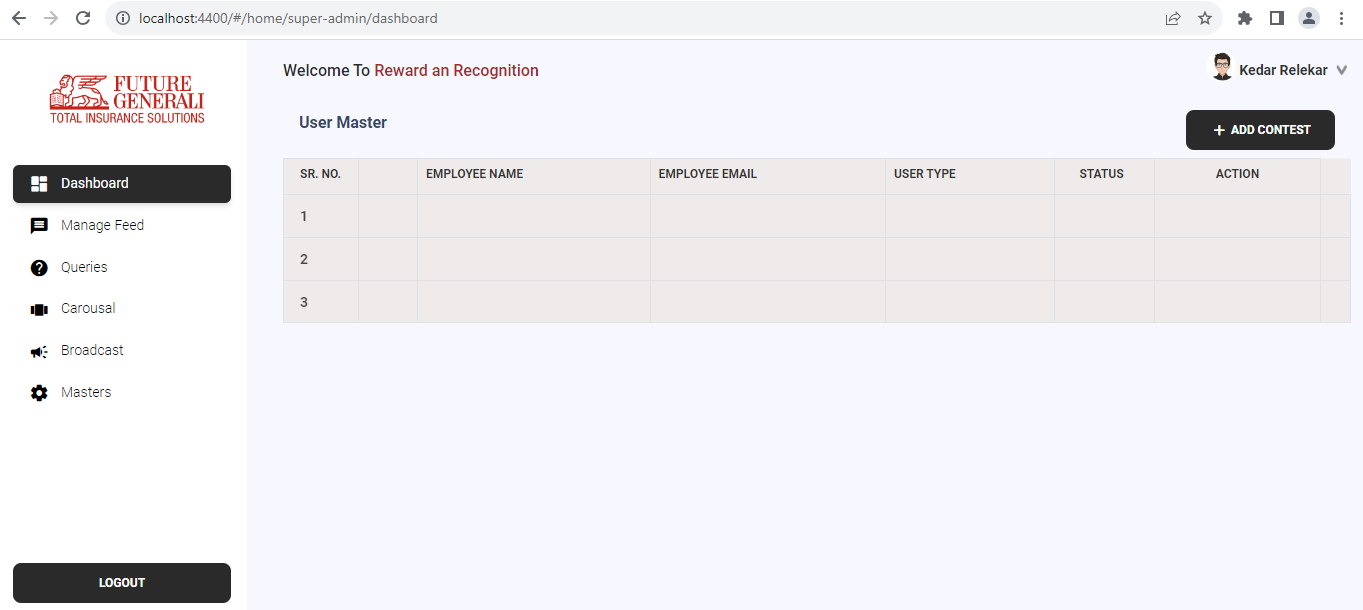 localhost:4400/#/home/super-admin/dashboard
FUTURE
GENERALI
TOTAL INSURANCE SOLUTIONS
Dashboard
Manage Feed
Queries
Carousal
Broadcast
Masters
LOGOUT
Welcome To Reward an Recognition
Kedar Relekar
User Master
+ ADD CONTEST
SR. NO. EMPLOYEE NAME EMPLOYEE EMAIL USER TYPE STATUS ACTION
1
2
3